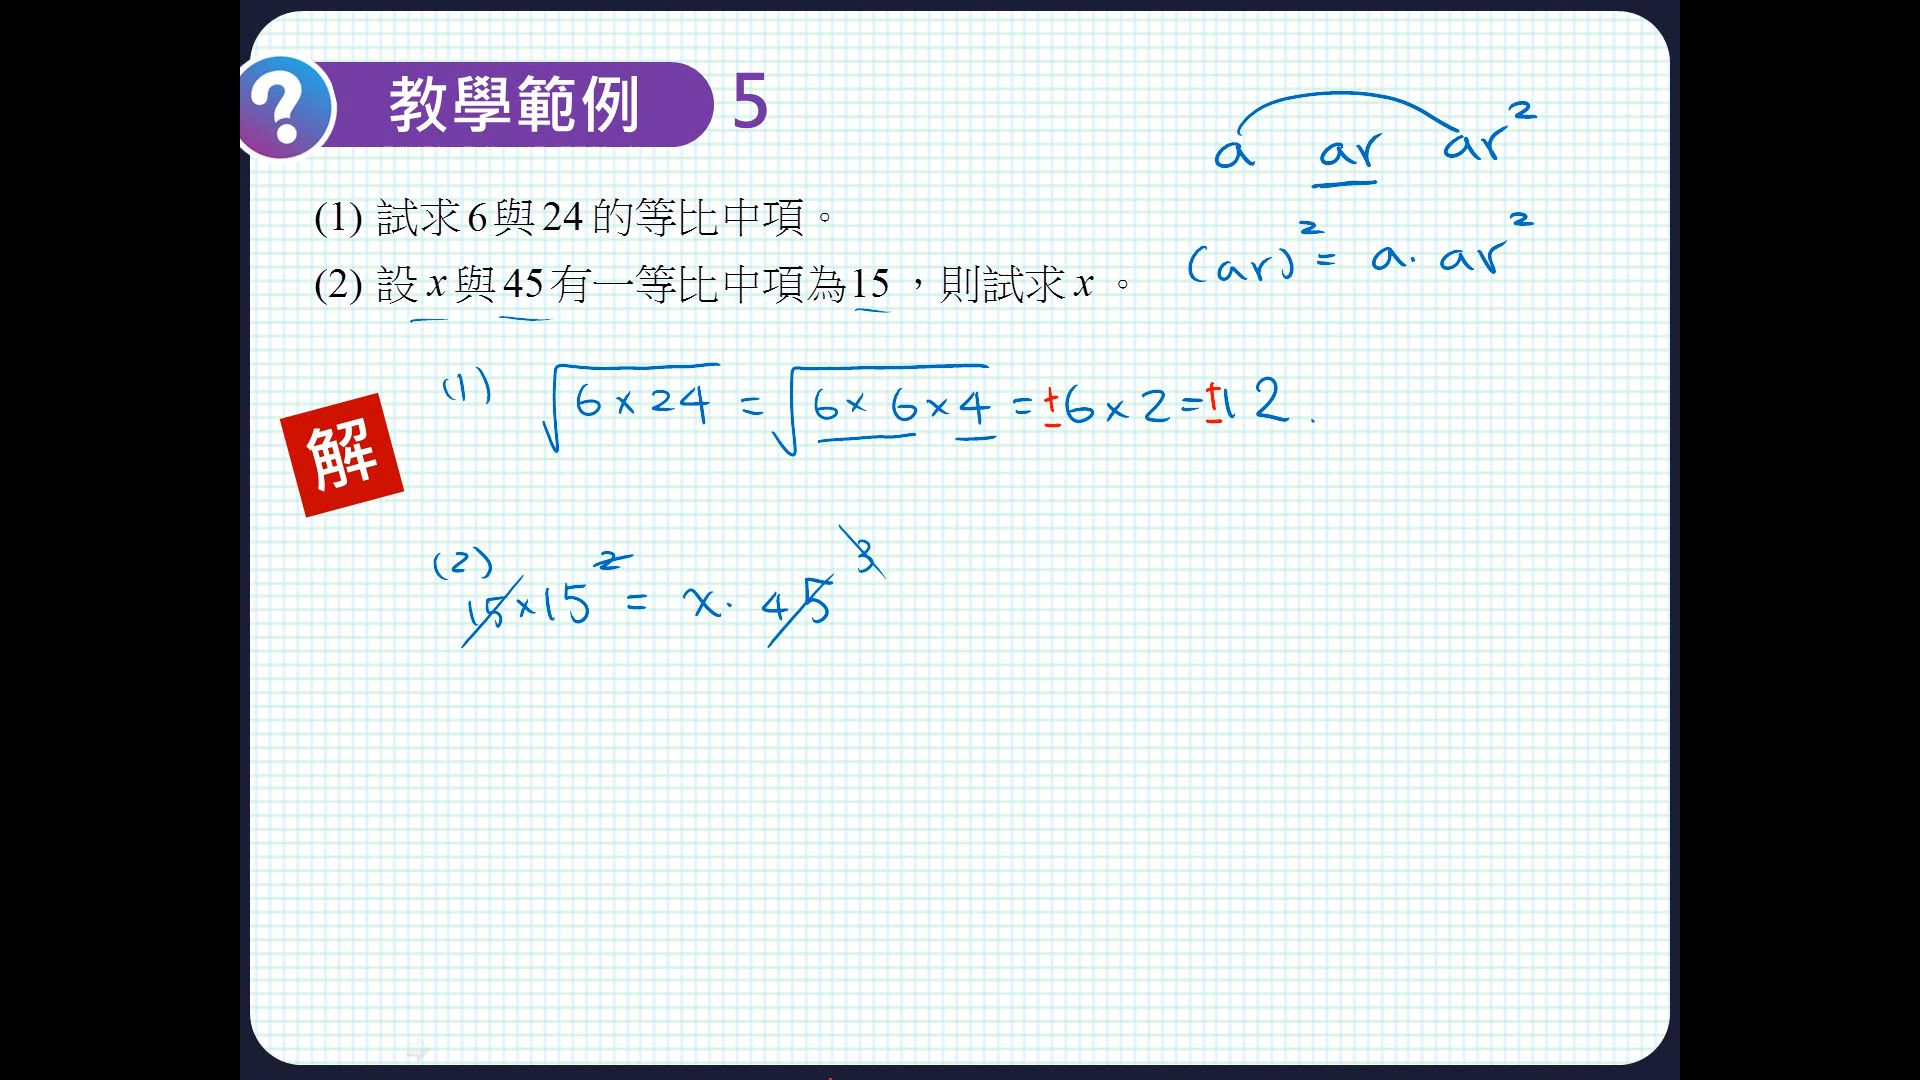 ? 教學範例 5
a ar ar²
(1) 試求6與24的等比中項。
(ar)² = a. ar²
(2) 設x與45有一等比中項為15，則試求x。
(1) √6×24 = √6×6×4 = ±6×2 = ±12.
解
(2) 15×15² = x. 45 3